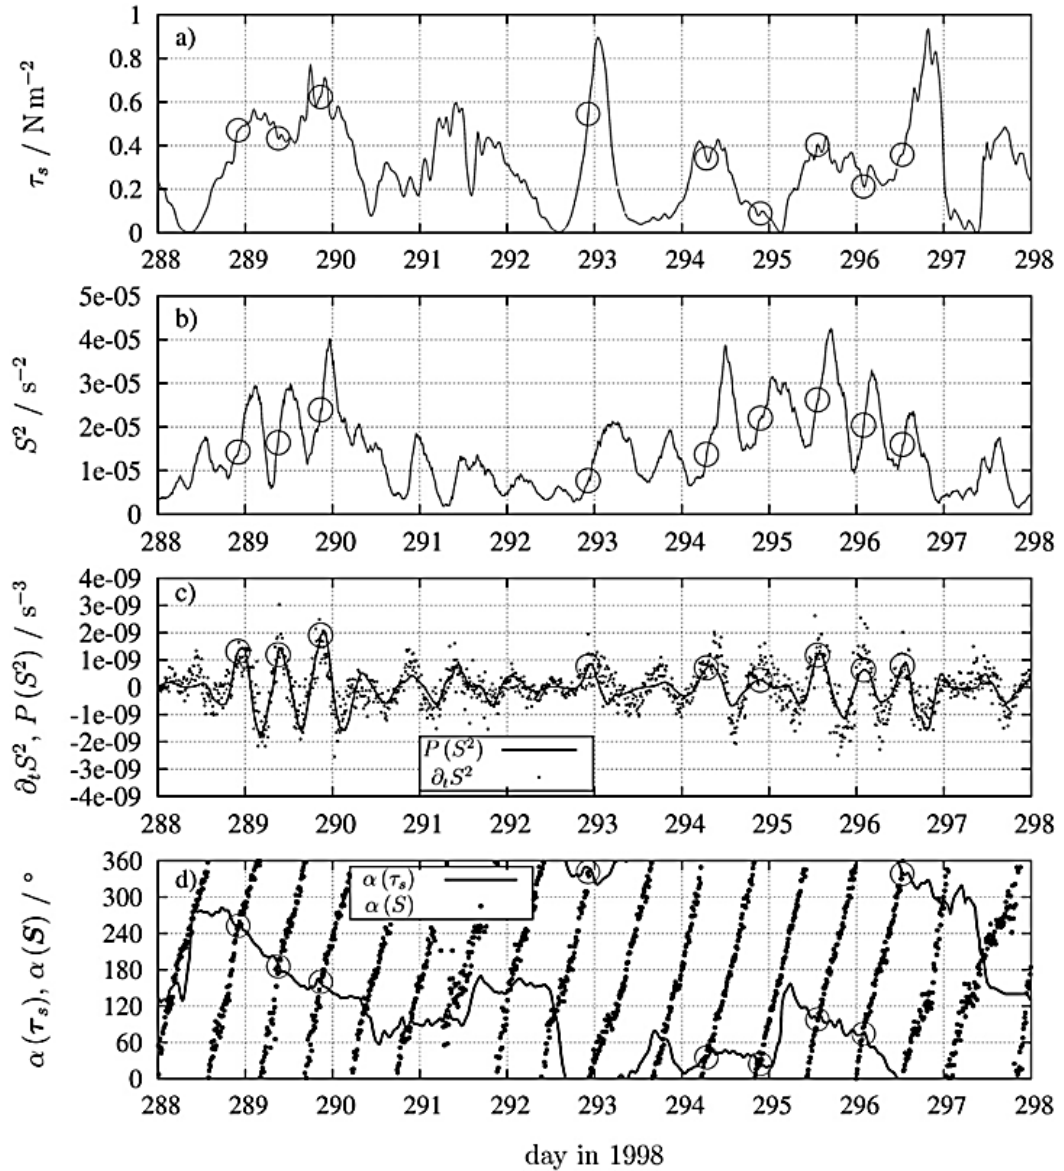 a)
τₛ / N m⁻²
1
0.8
0.6
0.4
0.2
0
288 289 290 291 292 293 294 295 296 297 298
b)
S² / s⁻²
5e-05
4e-05
3e-05
2e-05
1e-05
0
288 289 290 291 292 293 294 295 296 297 298
c)
∂ₜS², P(S²) / s⁻³
4e-09
3e-09
2e-09
1e-09
0
-1e-09
-2e-09
-3e-09
-4e-09
P(S²)
∂ₜS²
288 289 290 291 292 293 294 295 296 297 298
d)
α(τₛ), α(S) / °
360
300
240
180
120
60
0
α(τₛ)
α(S)
288 289 290 291 292 293 294 295 296 297 298
day in 1998